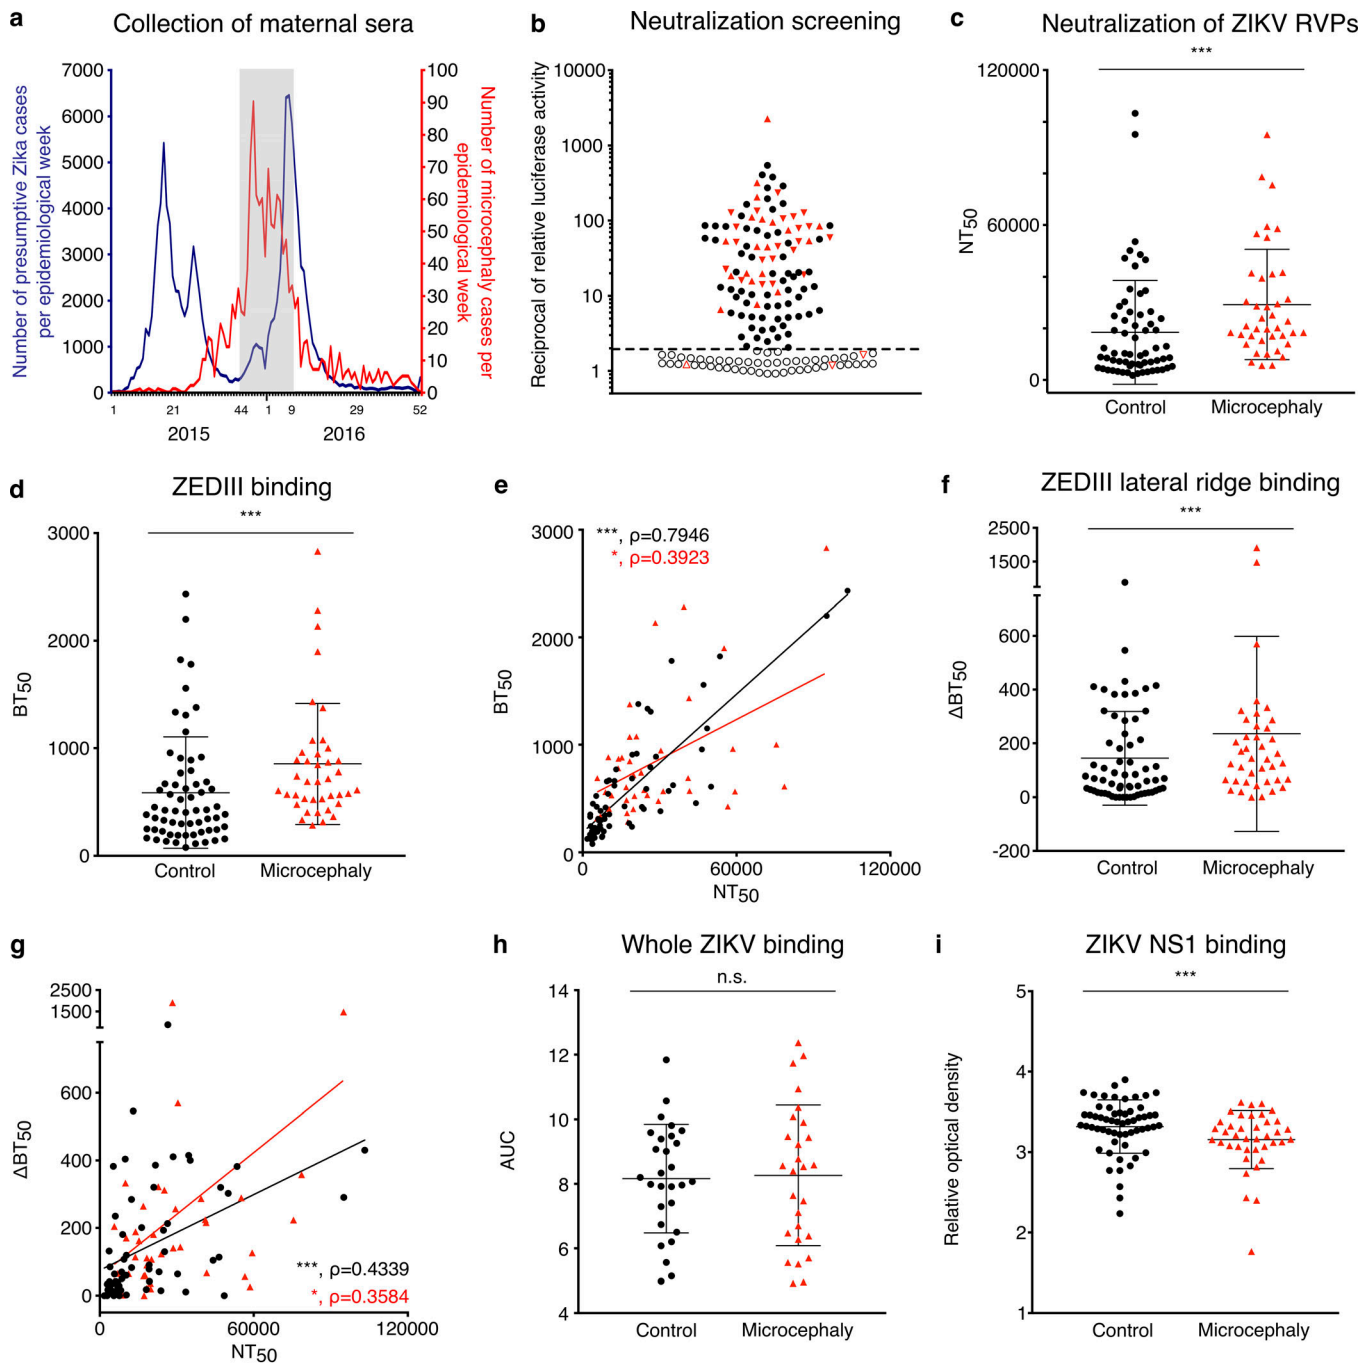 a
Collection of maternal sera
Number of presumptive Zika cases
per epidemiological week
7000
6000
5000
4000
3000
2000
1000
0
100
90
80
70
60
50
40
30
20
10
0
Number of microcephaly cases per
epidemiological week
1 21 44 1 9 29 52
2015 2016
b
Neutralization screening
Reciprocal of relative luciferase activity
10000
1000
100
10
1
c
Neutralization of ZIKV RVPs
***
NT50
120000
60000
0
Control Microcephaly
d
ZEDIII binding
***
BT50
3000
2000
1000
0
Control Microcephaly
e
***, ρ=0.7946
*, ρ=0.3923
BT50
3000
2000
1000
0
0 60000 120000
NT50
f
ZEDIII lateral ridge binding
***
ΔBT50
2500
1500
600
400
200
0
-200
Control Microcephaly
g
ΔBT50
2500
1500
600
400
200
0
***, ρ=0.4339
*, ρ=0.3584
0 60000 120000
NT50
h
Whole ZIKV binding
n.s.
AUC
14
12
10
8
6
4
Control Microcephaly
i
ZIKV NS1 binding
***
Relative optical density
5
4
3
2
1
Control Microcephaly